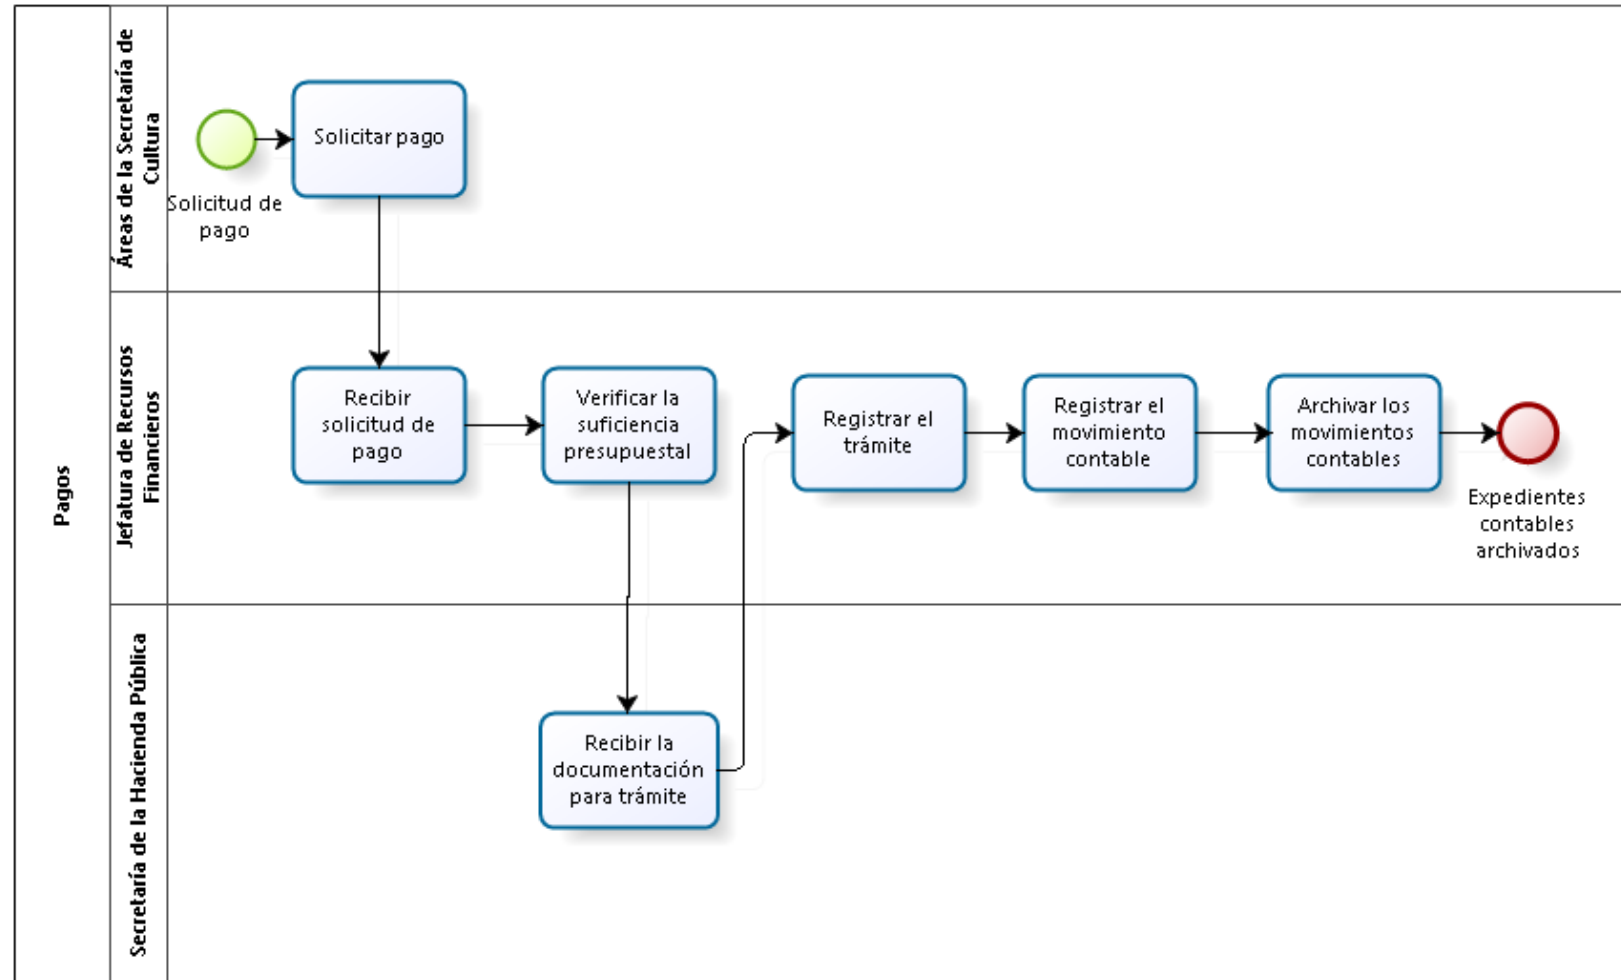 Pagos
Áreas de la Secretaría de
Cultura
Solicitud de
pago
Solicitar pago
Jefatura de Recursos
Financieros
Recibir
solicitud de
pago
Verificar la
suficiencia
presupuestal
Registrar el
trámite
Registrar el
movimiento
contable
Archivar los
movimientos
contables
Expedientes
contables
archivados
Secretaría de la Hacienda Pública
Recibir la
documentación
para trámite